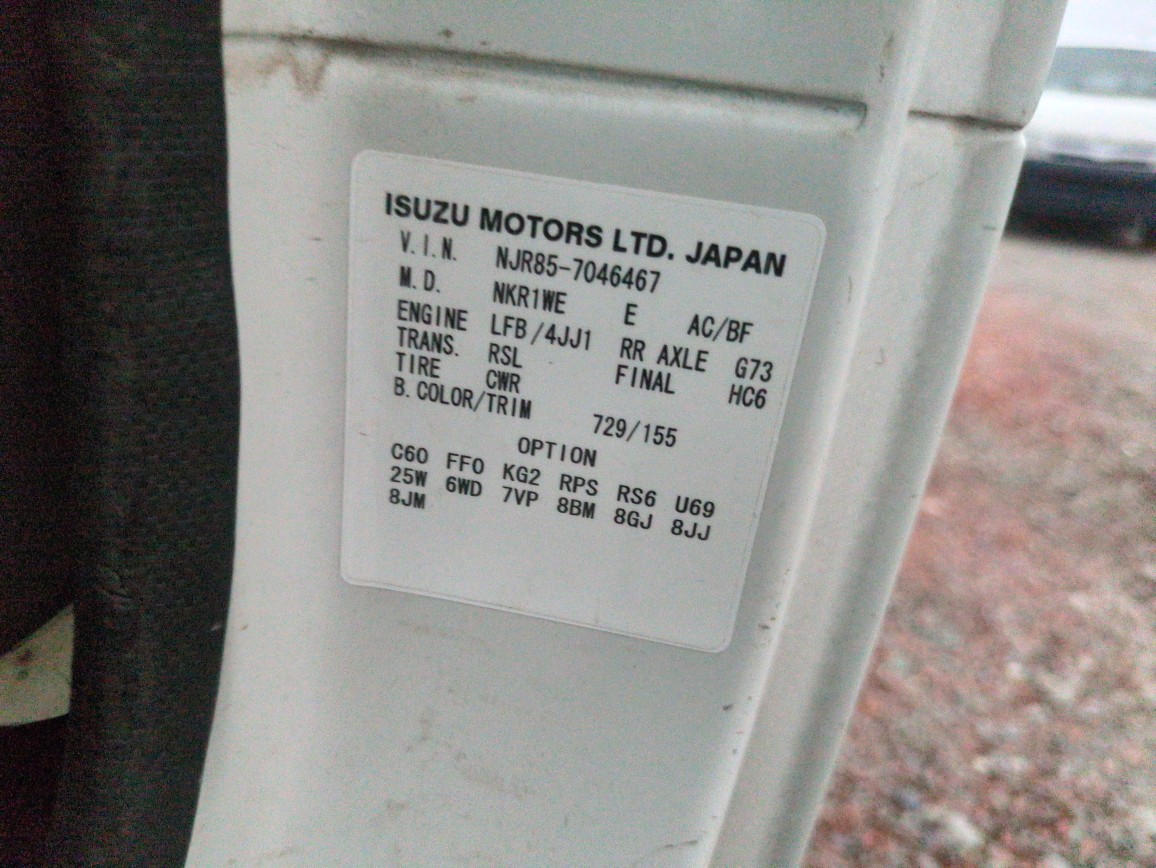 ISUZU MOTORS LTD. JAPAN
V.I.N. NJR85-7046467
M.D. NKR1WE E AC/BF
ENGINE LFB/4JJ1 RR AXLE G73
TRANS. RSL FINAL HC6
TIRE CWR
B.COLOR/TRIM 729/155
OPTION
C60 FF0 KG2 RPS RS6 U69
25W 6WD 7VP 8BM 8GJ 8JJ
8JM